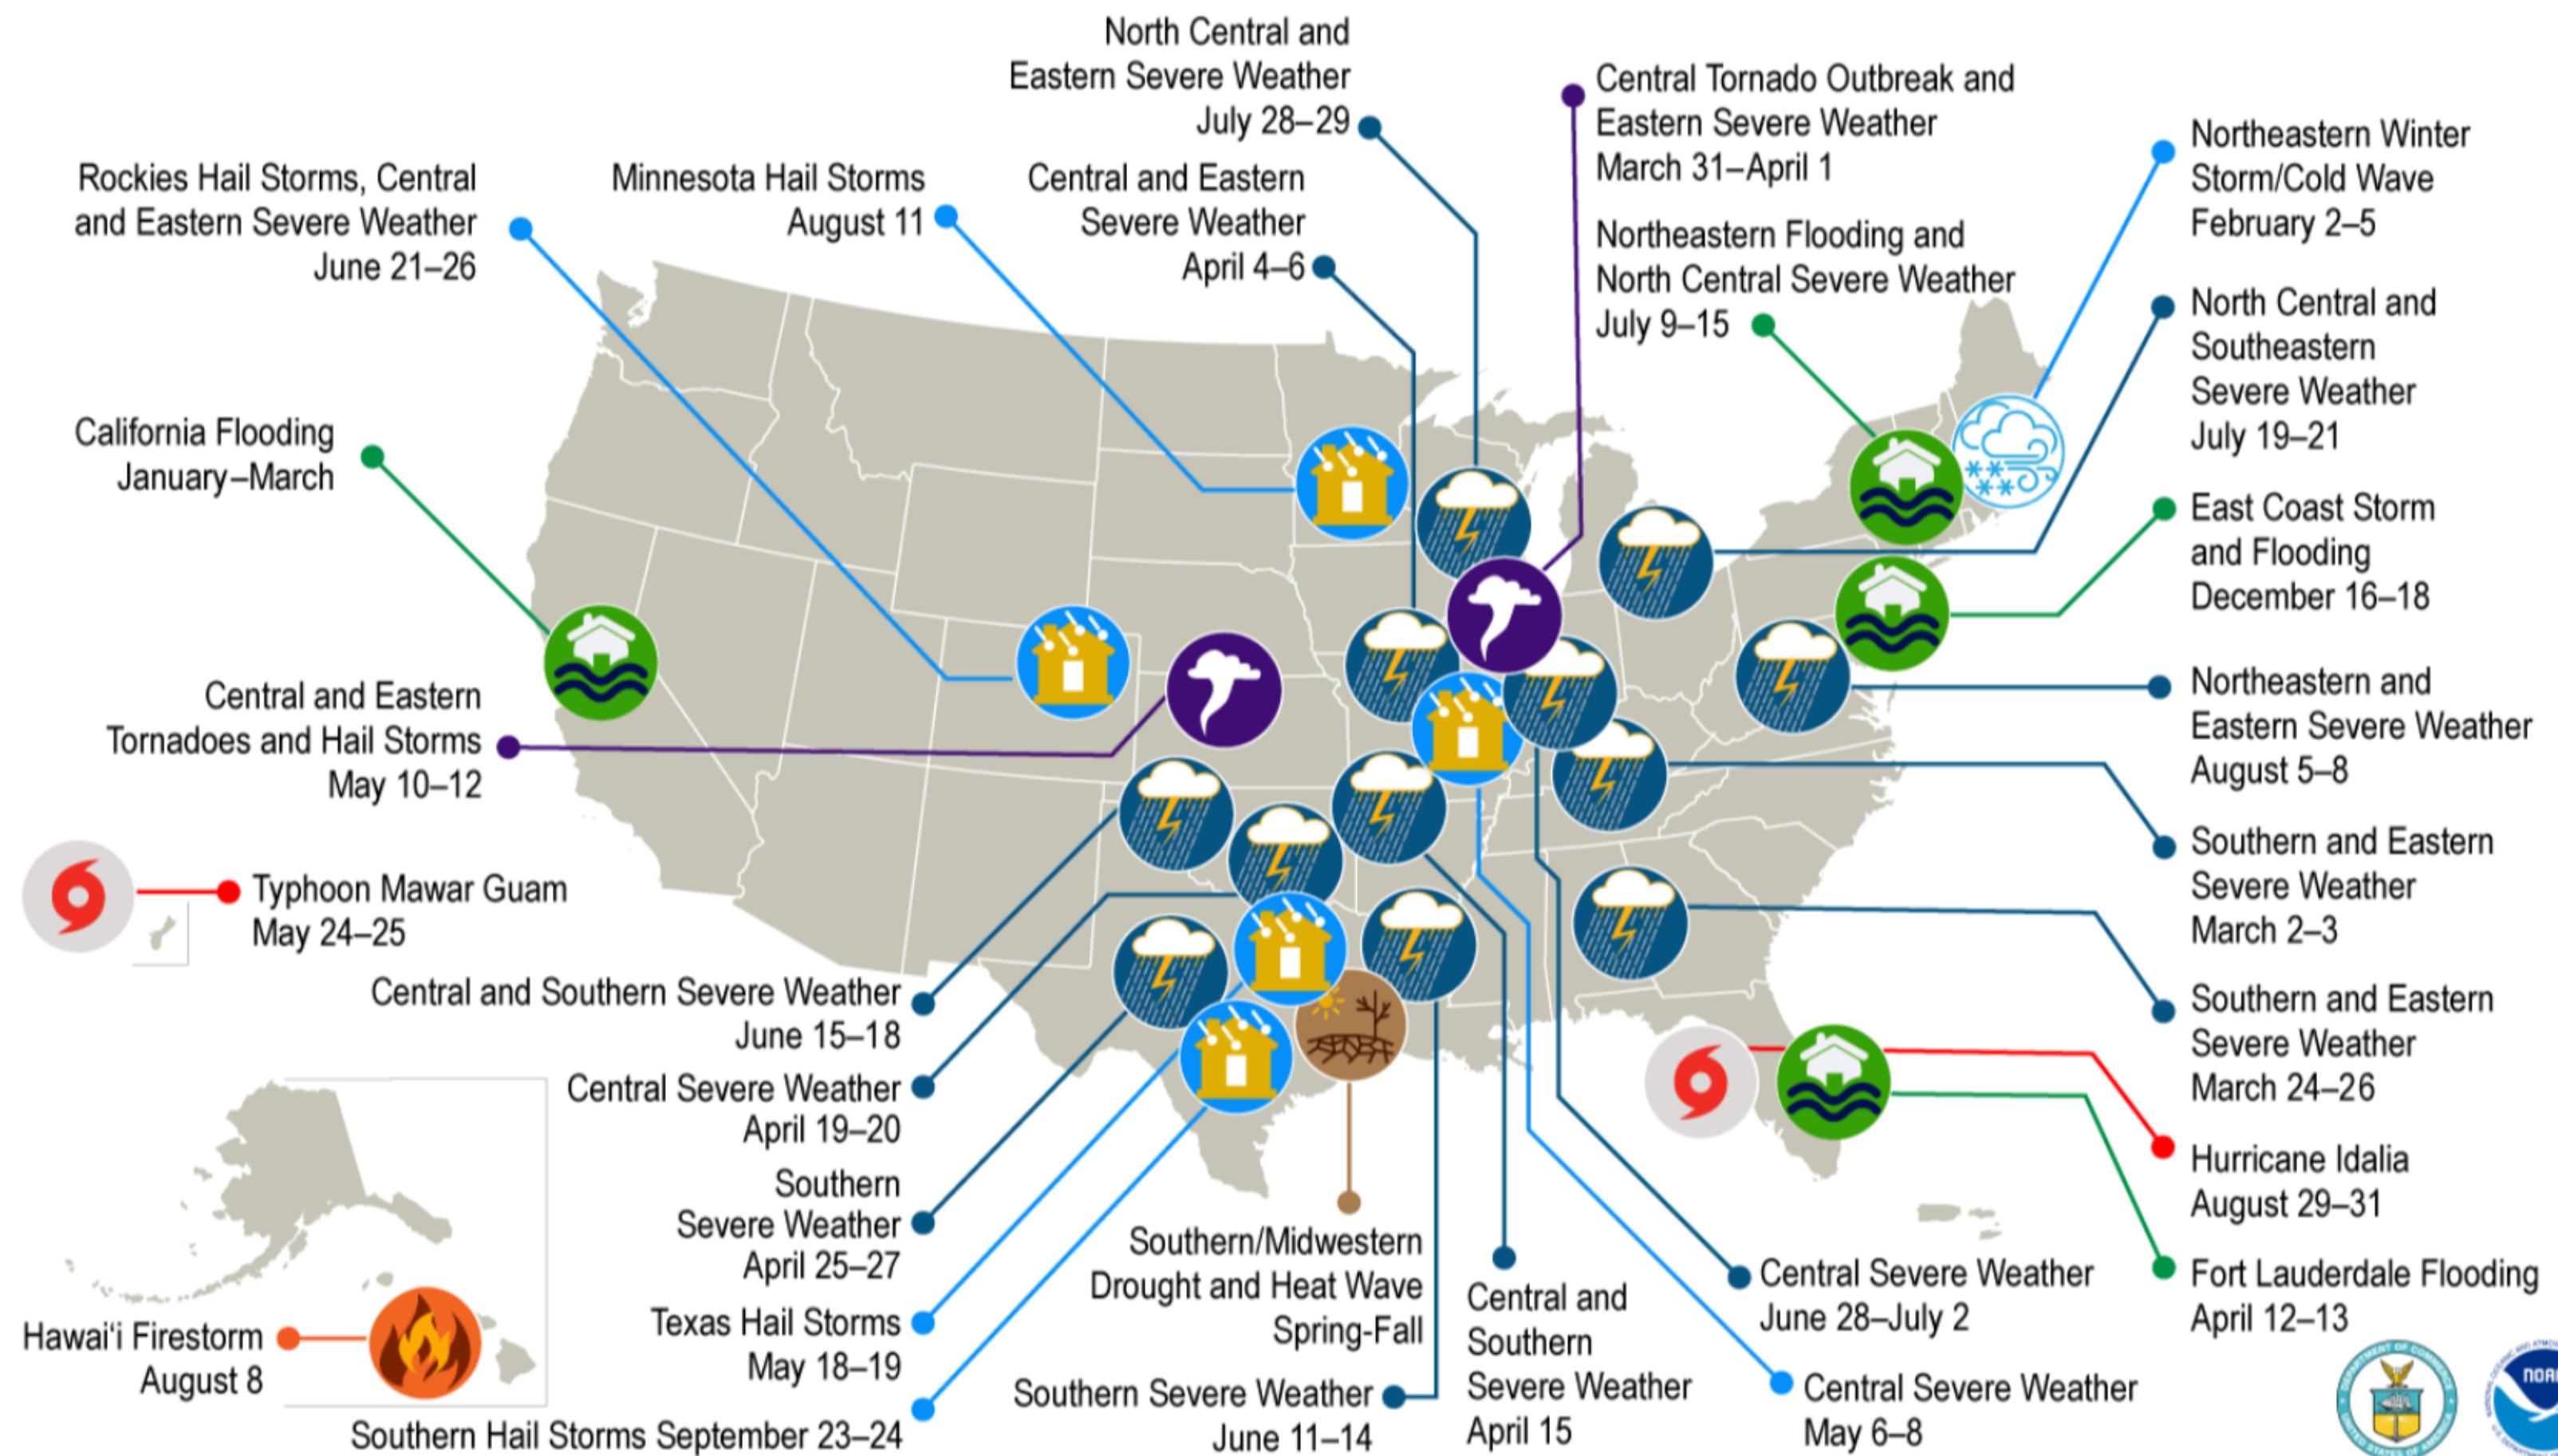 North Central and
Eastern Severe Weather
July 28–29
Central Tornado Outbreak and
Eastern Severe Weather
March 31–April 1
Northeastern Winter
Storm/Cold Wave
February 2–5
Rockies Hail Storms, Central
and Eastern Severe Weather
June 21–26
Minnesota Hail Storms
August 11
Central and Eastern
Severe Weather
April 4–6
Northeastern Flooding and
North Central Severe Weather
July 9–15
North Central and
Southeastern
Severe Weather
July 19–21
California Flooding
January–March
East Coast Storm
and Flooding
December 16–18
Central and Eastern
Tornadoes and Hail Storms
May 10–12
Northeastern and
Eastern Severe Weather
August 5–8
Typhoon Mawar Guam
May 24–25
Southern and Eastern
Severe Weather
March 2–3
Central and Southern Severe Weather
June 15–18
Southern and Eastern
Severe Weather
March 24–26
Central Severe Weather
April 19–20
Hurricane Idalia
August 29–31
Southern
Severe Weather
April 25–27
Southern/Midwestern
Drought and Heat Wave
Spring-Fall
Central and
Southern
Severe Weather
April 15
Central Severe Weather
June 28–July 2
Fort Lauderdale Flooding
April 12–13
Hawai‘i Firestorm
August 8
Texas Hail Storms
May 18–19
Southern Severe Weather
June 11–14
Central Severe Weather
May 6–8
Southern Hail Storms September 23–24
DEPARTMENT OF COMMERCE
UNITED STATES OF AMERICA